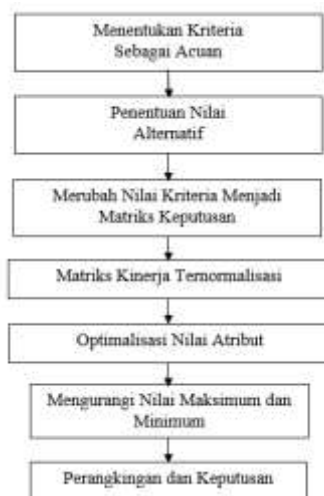 Menentukan Kriteria
Sebagai Acuan
Penentuan Nilai
Alternatif
Merubah Nilai Kriteria Menjadi
Matriks Keputusan
Matriks Kinerja Ternormalisasi
Optimalisasi Nilai Atribut
Mengurangi Nilai Maksimum dan
Minimum
Perangkingan dan Keputusan